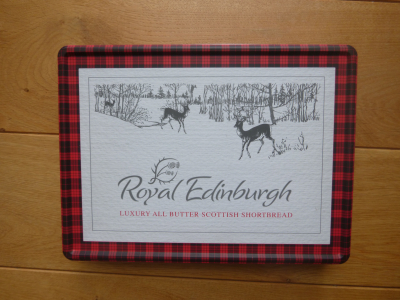 Royal Edinburgh
LUXURY ALL BUTTER SCOTTISH SHORTBREAD